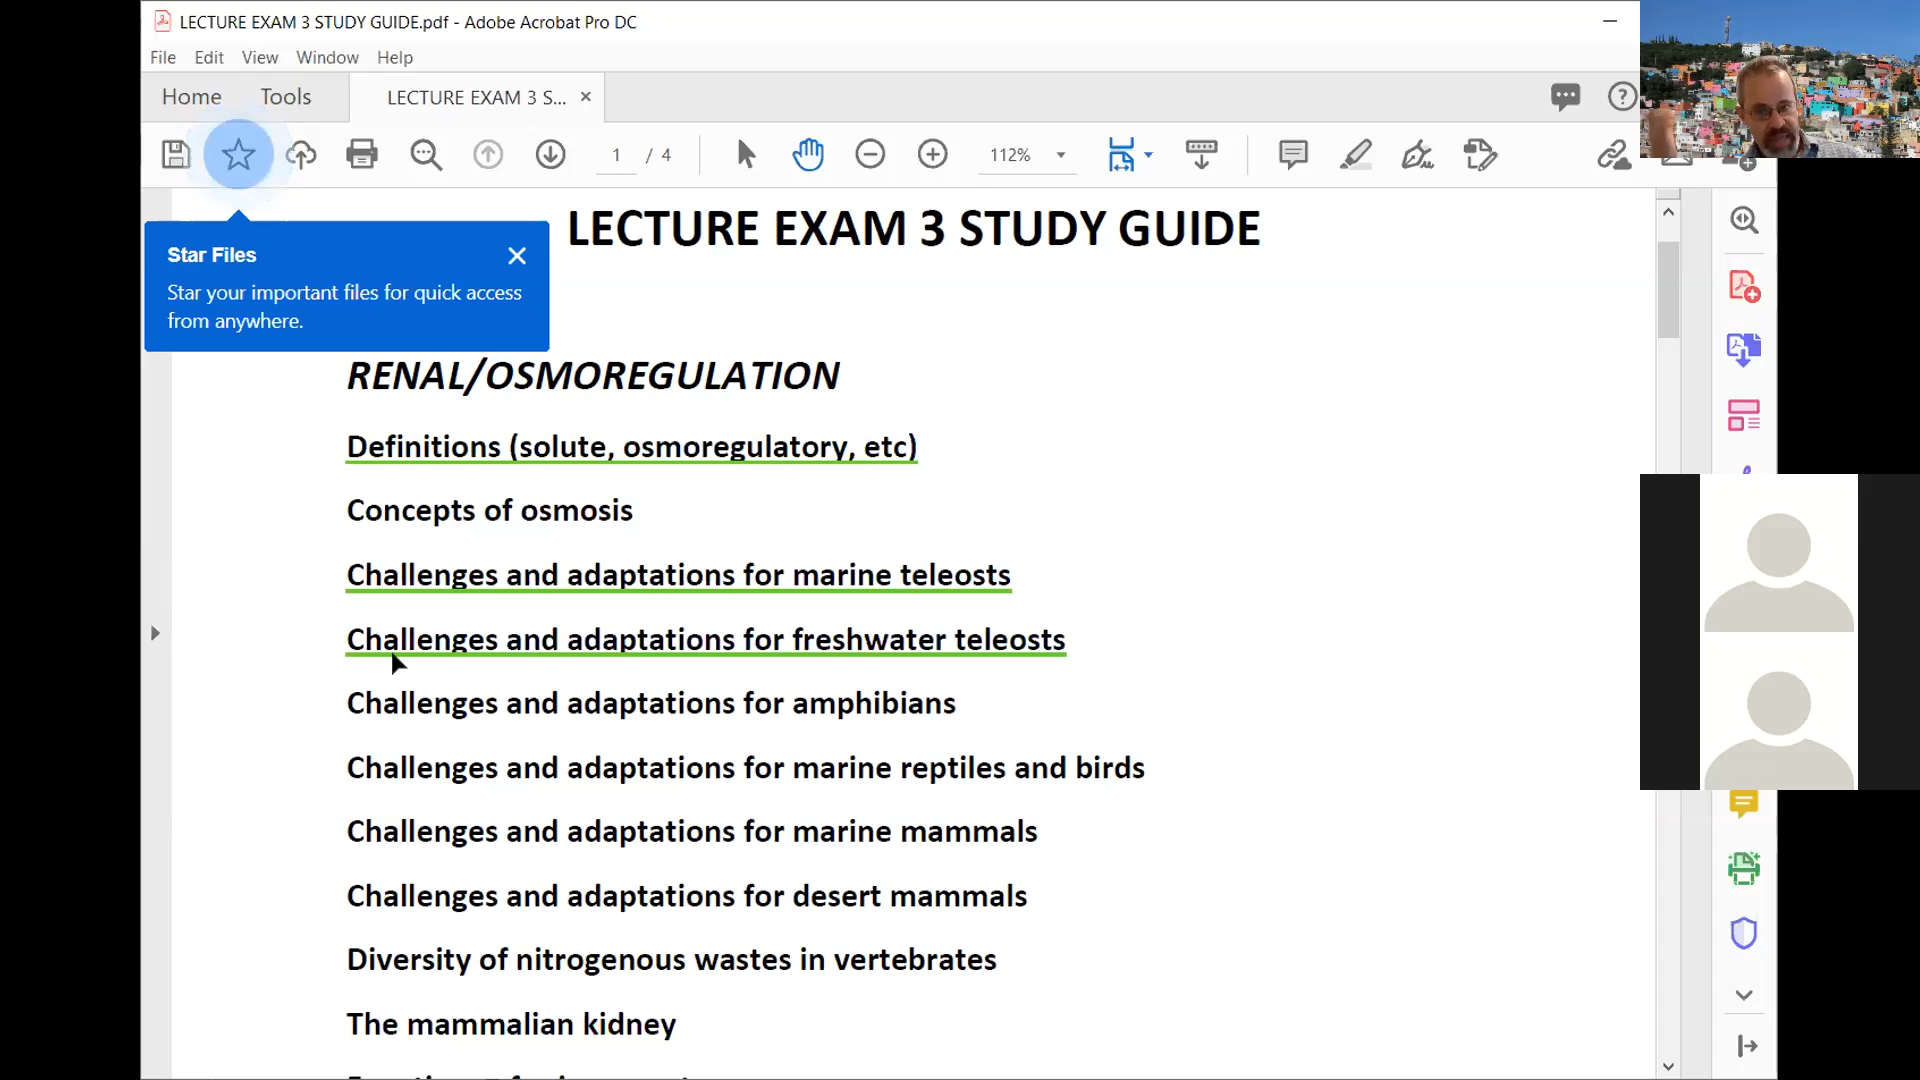 LECTURE EXAM 3 STUDY GUIDE.pdf - Adobe Acrobat Pro DC
File Edit View Window Help
Home Tools LECTURE EXAM 3 S...
1 / 4 112%
LECTURE EXAM 3 STUDY GUIDE
Star Files
Star your important files for quick access
from anywhere.
RENAL/OSMOREGULATION
Definitions (solute, osmoregulatory, etc)
Concepts of osmosis
Challenges and adaptations for marine teleosts
Challenges and adaptations for freshwater teleosts
Challenges and adaptations for amphibians
Challenges and adaptations for marine reptiles and birds
Challenges and adaptations for marine mammals
Challenges and adaptations for desert mammals
Diversity of nitrogenous wastes in vertebrates
The mammalian kidney